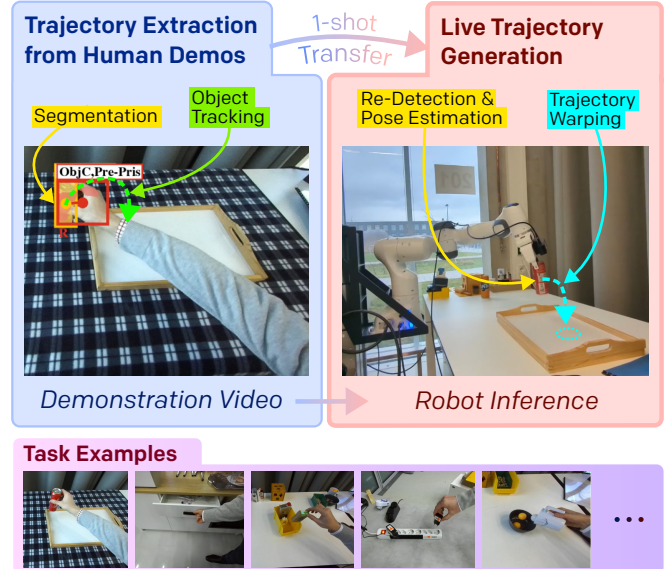 Trajectory Extraction
from Human Demos
1-shot
Transfer
Live Trajectory
Generation
Segmentation
Object
Tracking
Re-Detection &
Pose Estimation
Trajectory
Warping
ObjC,Pre-Pris
R
201
Demonstration Video
Robot Inference
Task Examples
...